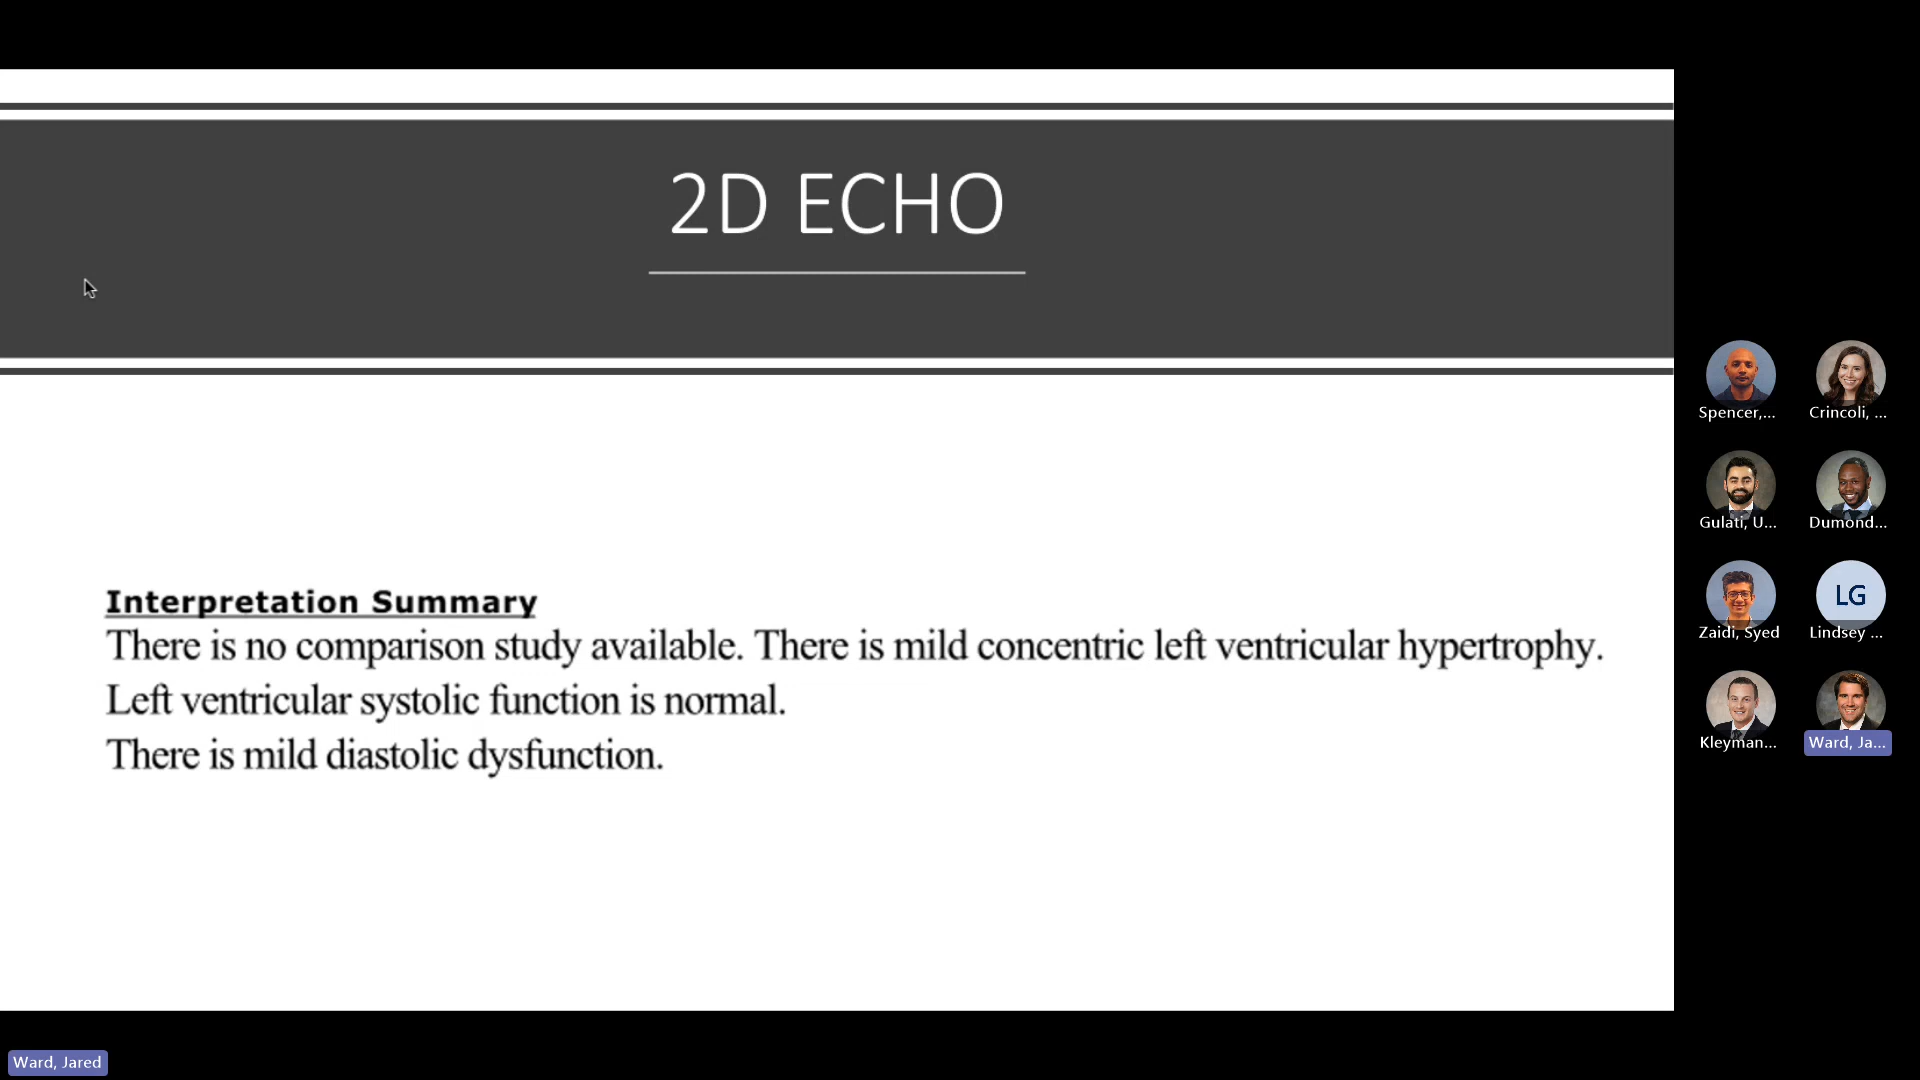 2D ECHO
Interpretation Summary
There is no comparison study available. There is mild concentric left ventricular hypertrophy.
Left ventricular systolic function is normal.
There is mild diastolic dysfunction.
Spencer,...
Crincoli, ...
Gulati, U...
Dumond...
Zaidi, Syed
LG
Lindsey ...
Kleyman...
Ward, Ja...
Ward, Jared